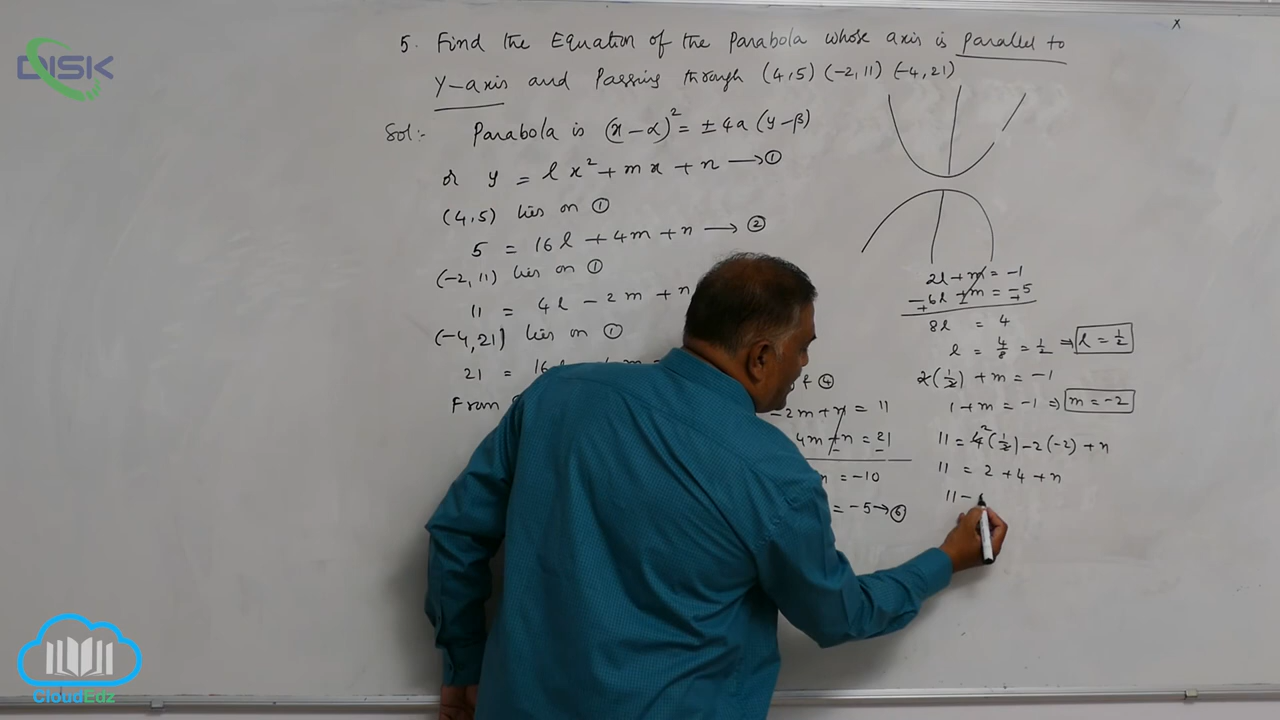 DISK
x
5. Find the Equation of the Parabola whose axis is parallel to
Y-axis and Passing through (4,5) (-2,11) (-4,21)
Sol:- Parabola is (x-α)² = ±4a (y-β)
or y = lx² + mx + n → ①
(4,5) lies on ①
5 = 16l + 4m + n → ②
(-2, 11) lies on ①
11 = 4l - 2m + n
(-4,21) lies on ①
21 =
From
④
-2m + n = 11
4m + n = 21
- -
= -10
= -5 → ⑥
2l + m = -1
-6l + m = -5
+ - +
8l = 4
l = 4/8 = 1/2 ⇒ l = 1/2
2(1/2) + m = -1
1 + m = -1 ⇒ m = -2
11 = 4²(1/2) - 2(-2) + n
11 = 2 + 4 + n
11 -
CloudEdz